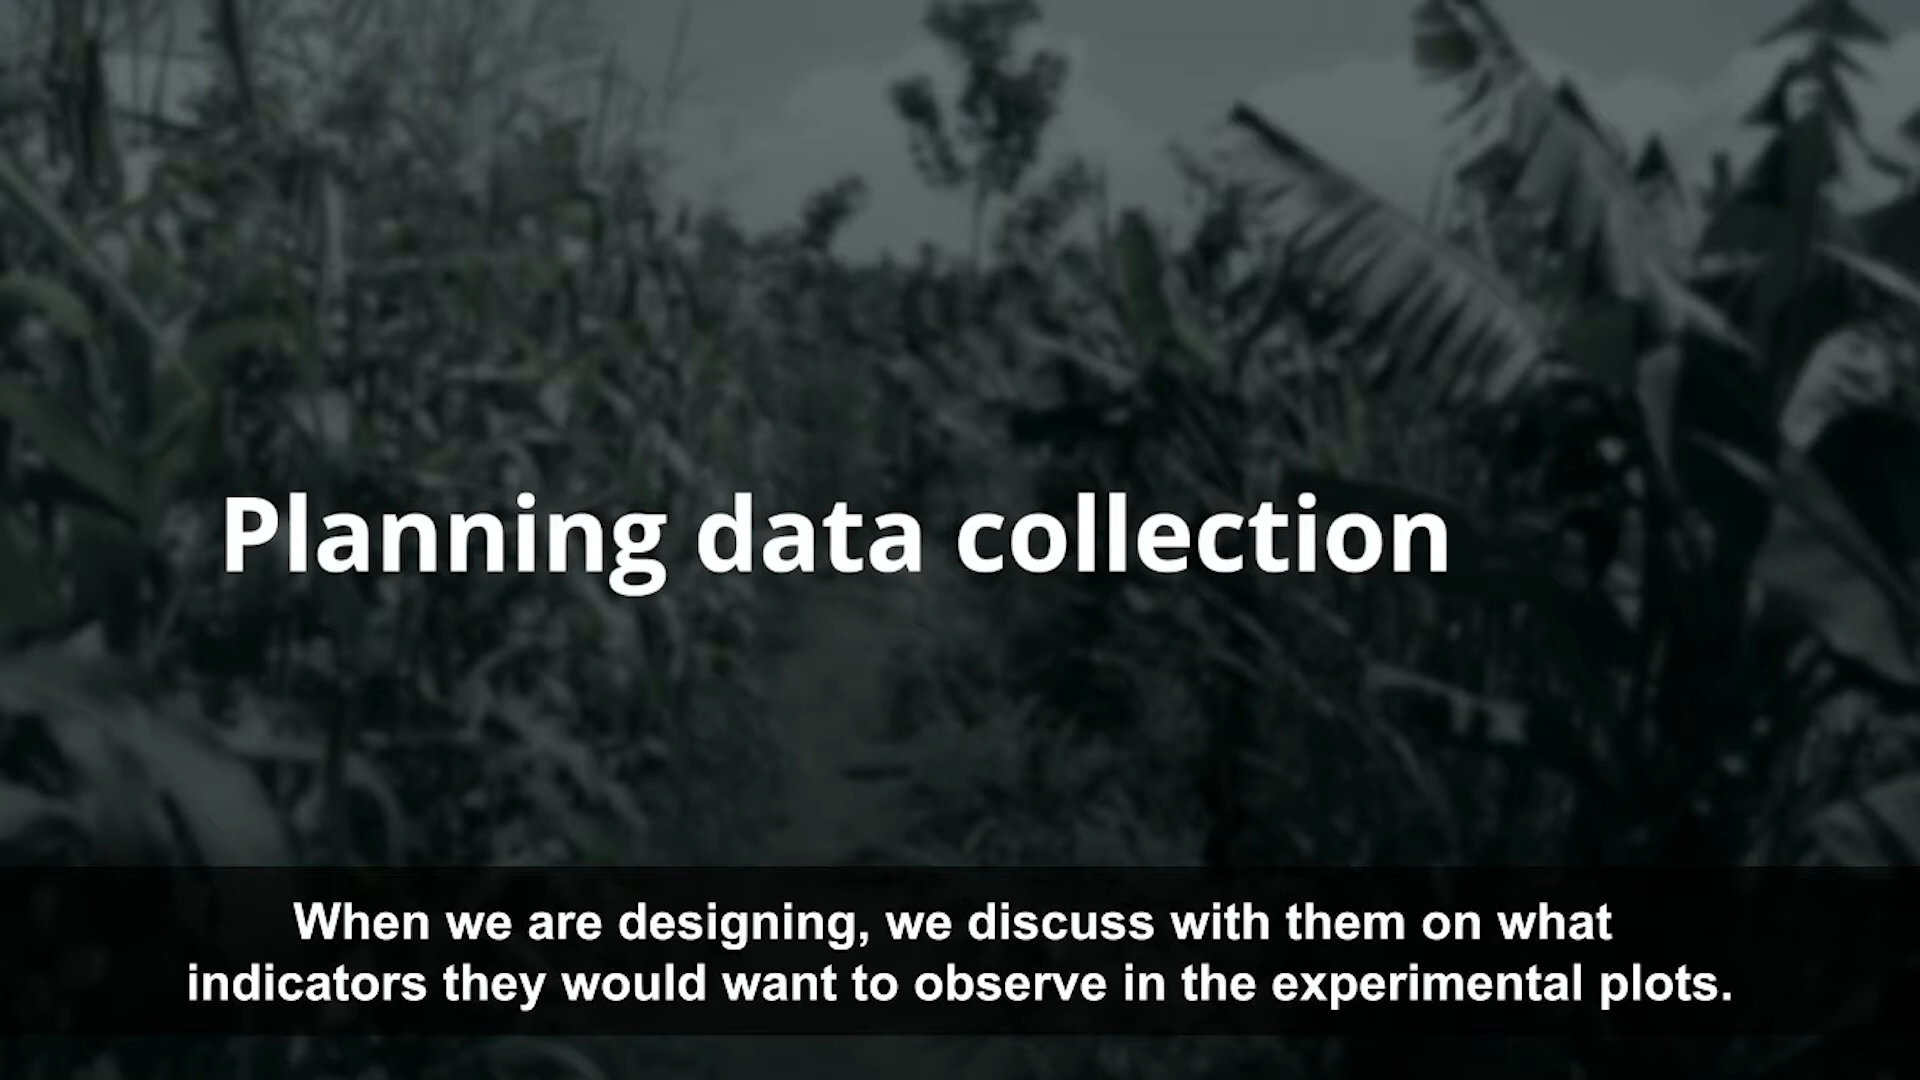 Planning data collection
When we are designing, we discuss with them on what
indicators they would want to observe in the experimental plots.